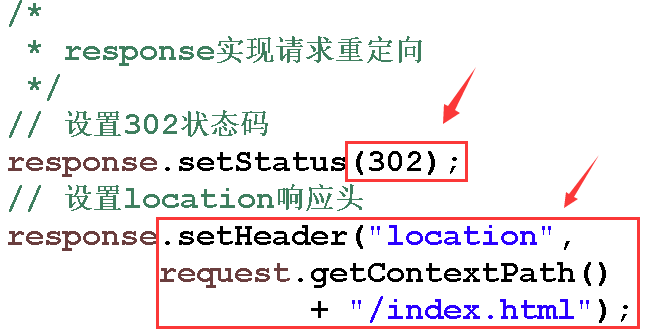 /*
 * response实现请求重定向
 */
// 设置302状态码
response.setStatus(302);
// 设置location响应头
response.setHeader("location",
request.getContextPath()
+ "/index.html");